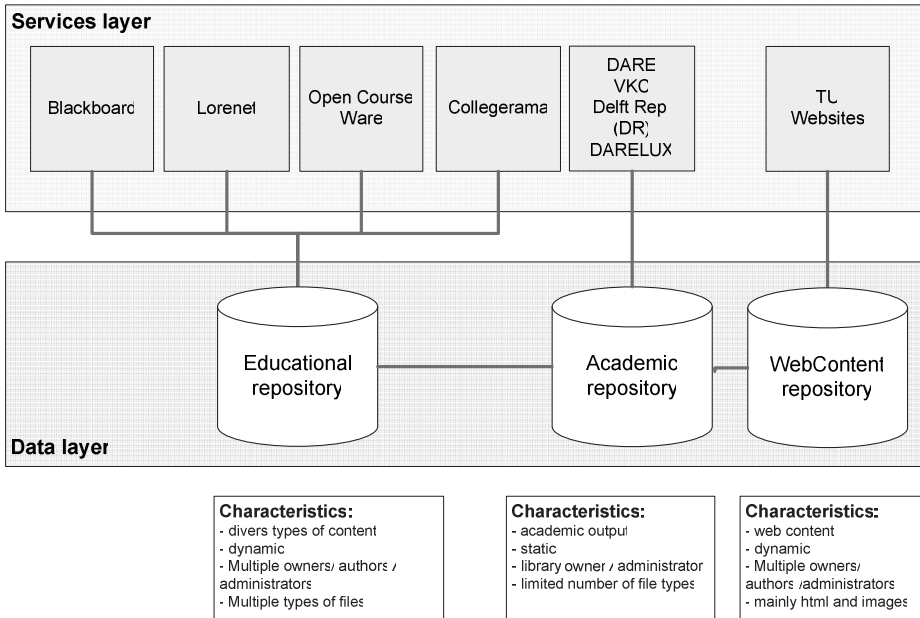 Services layer
Blackboard
Lorenet
Open Course
Ware
Collegerama
DARE
VKC
Delft Rep
(DR)
DARELUX
TU
Websites
Educational
repository
Academic
repository
WebContent
repository
Data layer
Characteristics:
- divers types of content
- dynamic
- Multiple owners/ authors /
administrators
- Multiple types of files
Characteristics:
- academic output
- static
- library owner / administrator
- limited number of file types
Characteristics:
- web content
- dynamic
- Multiple owners/
authors /administrators
- mainly html and images